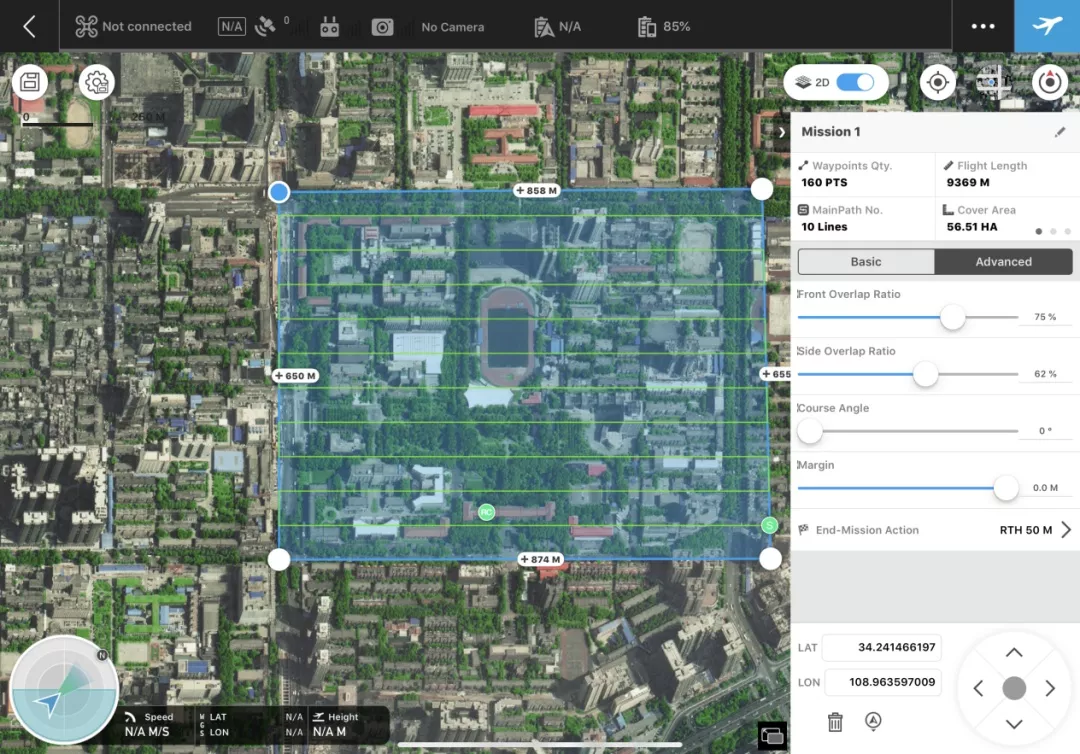 Not connected
N/A
0
No Camera
N/A
85%
0
250 M
2D
Mission 1
Waypoints Qty.
160 PTS
Flight Length
9369 M
MainPath No.
10 Lines
Cover Area
56.51 HA
Basic
Advanced
Front Overlap Ratio
75 %
Side Overlap Ratio
62 %
Course Angle
0 °
Margin
0.0 M
End-Mission Action
RTH 50 M
+ 858 M
+ 650 M
+ 655
RC
S
+ 874 M
LAT
34.241466197
LON
108.963597009
N
Speed
N/A M/S
WGS
LAT
N/A
LON
N/A
Height
N/A M